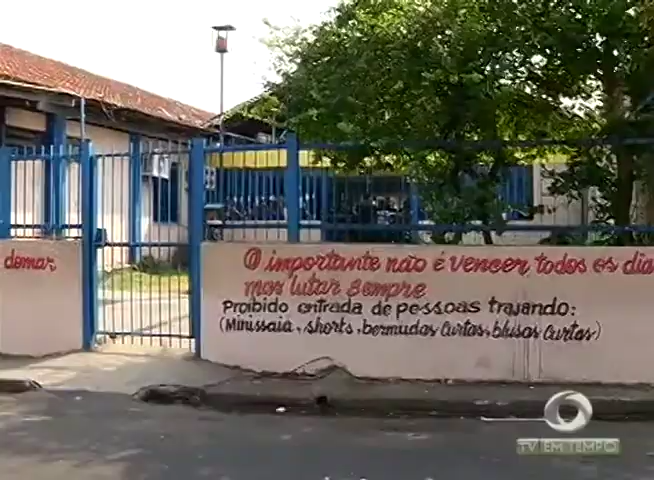 demar,
O importante não é vencer, todos os dia
mas lutar sempre
Proibido entrada de pessoas trajando:
(Minissaia, shorts, bermudas curtas, blusas curtas)
TV EM TEMPO